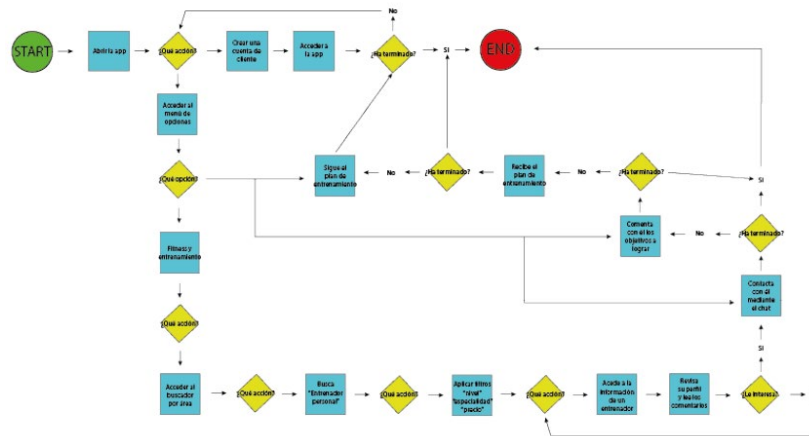 No
START
Abrir la app
¿Qué acción?
Crear una
cuenta de
cliente
Acceder a
la app
¿Ha terminado?
SI
END
Acceder al
menú de
opciones
¿Qué opción?
Sigue el
plan de
entrenamiento
No
¿Ha terminado?
Recibe el
plan de
entrenamiento
No
¿Ha terminado?
SI
Fitness y
entrenamiento
Comenta
con él los
objetivos a
lograr
No
¿Ha terminado?
Contacta
con él
mediante
el chat
¿Qué acción?
SI
Acceder al
buscador
por área
¿Qué acción?
Busca
"Entrenador
personal"
¿Qué acción?
Aplicar filtros
"nivel"
"especialidad"
"precio"
¿Qué acción?
Accede a la
información
de un
entrenador
Revisa
su perfil
y lea los
comentarios
¿Le interesa?